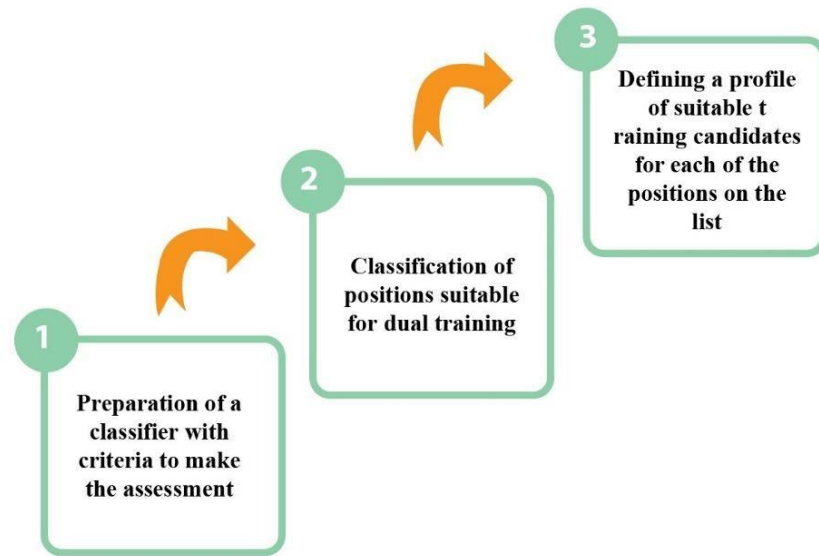 1
Preparation of a
classifier with
criteria to make
the assessment
2
Classification of
positions suitable
for dual training
3
Defining a profile
of suitable t
raining candidates
for each of the
positions on the
list